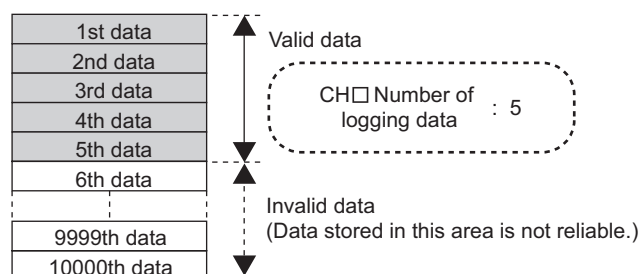 1st data
2nd data
3rd data
4th data
5th data
6th data
9999th data
10000th data
Valid data
CH□ Number of
logging data : 5
Invalid data
(Data stored in this area is not reliable.)